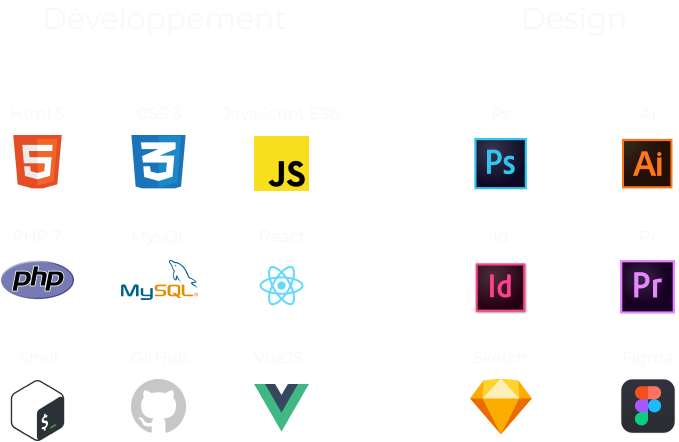 Développement
Design
Html 5
CSS 3
JavaScript ES6
Ps
Ai
5
3
JS
Ps
Ai
PHP 7
MySQL
React
Id
Pr
php
MySQL®
Id
Pr
Shell
GitHub
VueJS
Sketch
Figma
$_